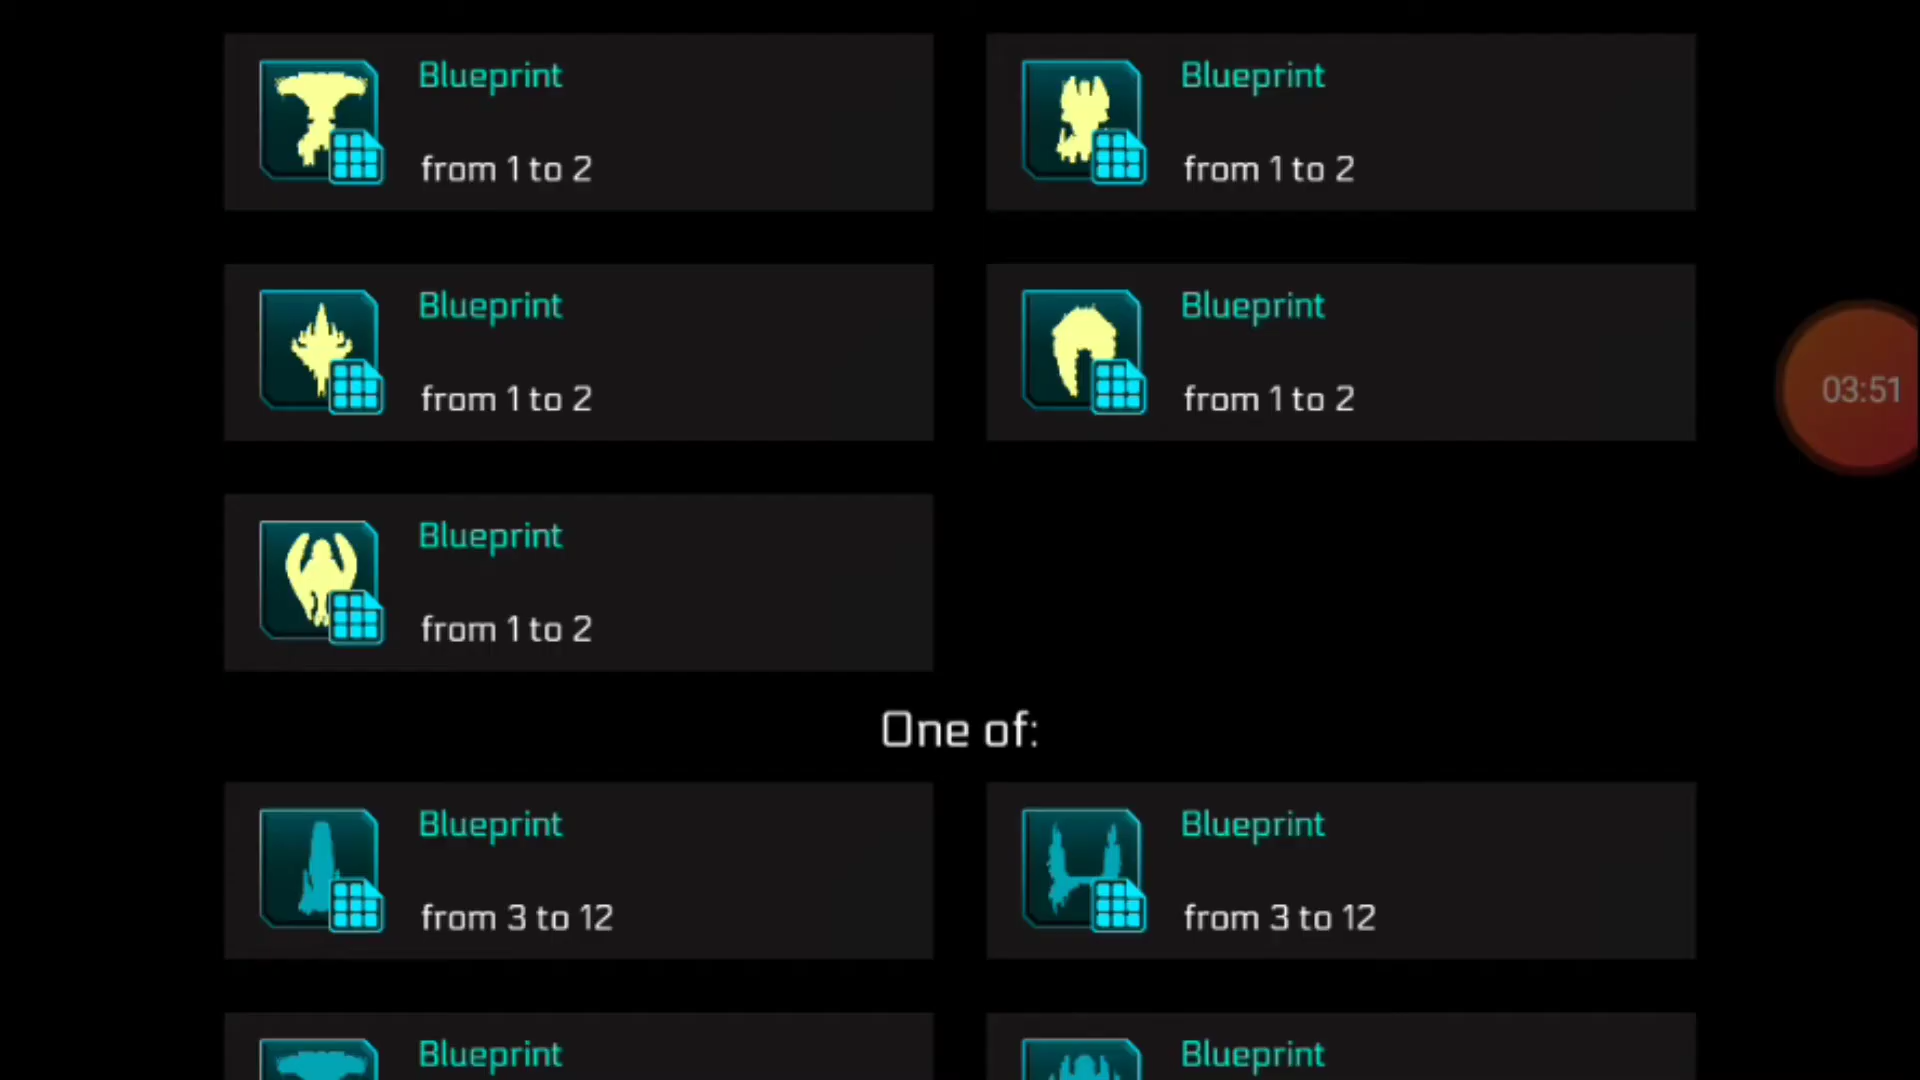 Blueprint
from 1 to 2
Blueprint
from 1 to 2
Blueprint
from 1 to 2
Blueprint
from 1 to 2
03:51
Blueprint
from 1 to 2
One of:
Blueprint
from 3 to 12
Blueprint
from 3 to 12
Blueprint
Blueprint